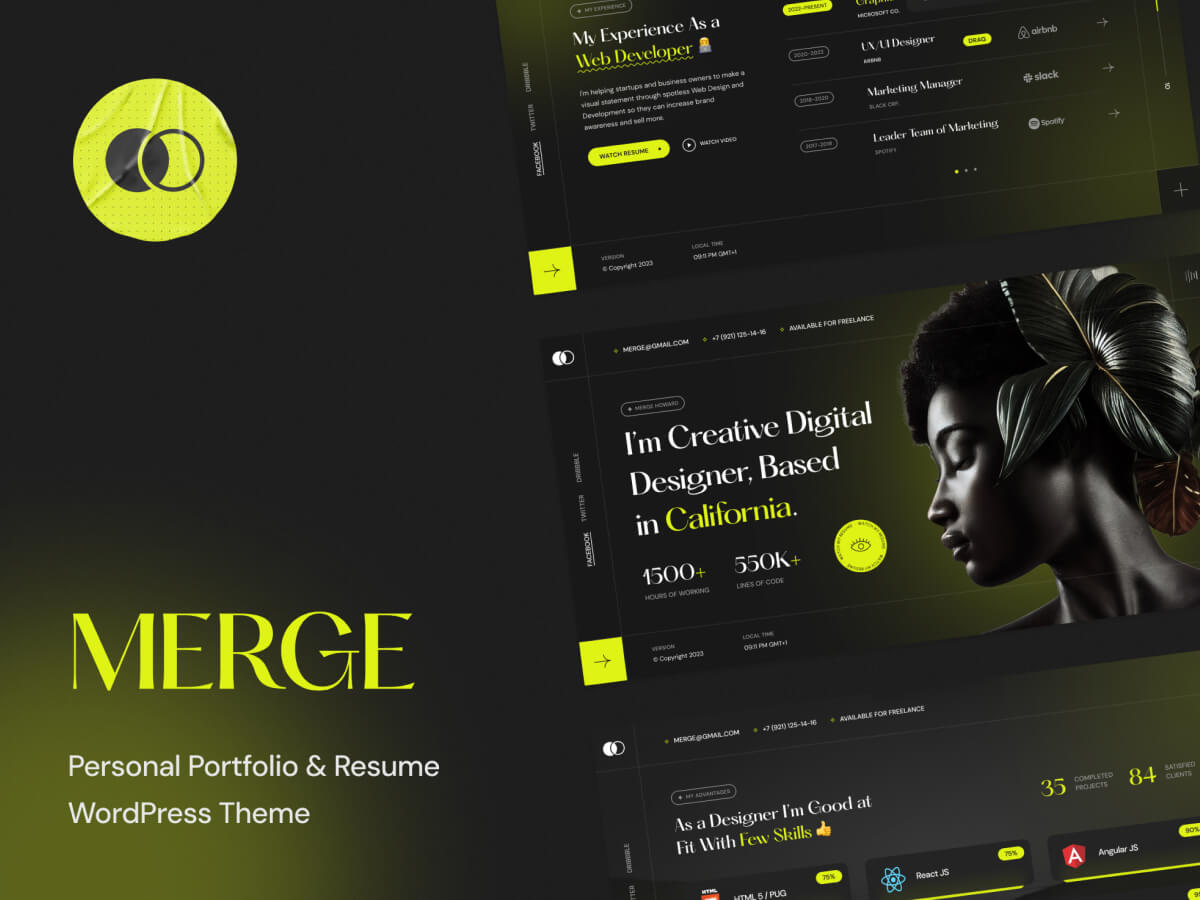 MERGE
Personal Portfolio & Resume
WordPress Theme
MY EXPERIENCE
My Experience As a
Web Developer
I'm helping startups and business owners to make a
visual statement through spotless Web Design and
Development so they can increase brand
awareness and sell more.
WATCH RESUME
WATCH VIDEO
DRIBBBLE
TWITTER
FACEBOOK
2022-PRESENT
MICROSOFT CO.
2020-2022
UX/UI Designer
AIRBNB
DRAG
airbnb
2018-2020
Marketing Manager
SLACK CRP.
slack
2017-2018
Leader Team of Marketing
SPOTIFY
Spotify
VERSION
© Copyright 2023
LOCAL TIME
09:11 PM GMT+1
MERGE@GMAIL.COM
+7 (921) 125-14-16
AVAILABLE FOR FREELANCE
MERGE HOWARD
I'm Creative Digital
Designer, Based
in California.
1500+
HOURS OF WORKING
550K+
LINES OF CODE
DRIBBBLE
TWITTER
FACEBOOK
VERSION
© Copyright 2023
LOCAL TIME
09:11 PM GMT+1
MERGE@GMAIL.COM
+7 (921) 125-14-16
AVAILABLE FOR FREELANCE
MY ADVANTAGES
As a Designer I'm Good at
Fit With Few Skills
35
COMPLETED
PROJECTS
84
SATISFIED
CLIENTS
DRIBBBLE
HTML
HTML 5 / PUG
75%
React JS
75%
Angular JS
90%